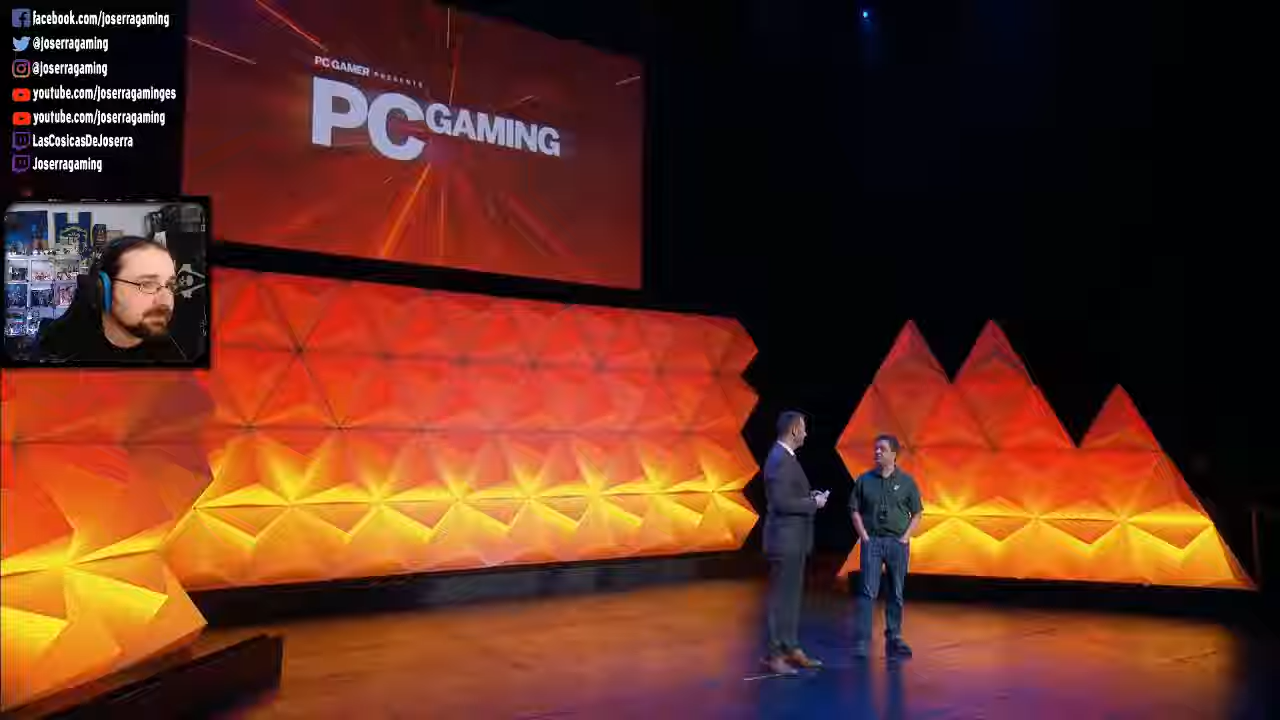 facebook.com/joserragaming
@joserragaming
@joserragaming
youtube.com/joserragaminges
youtube.com/joserragaming
LasCosicasDeJoserra
Joserragaming
PC GAMER PRESENTS
PC GAMING